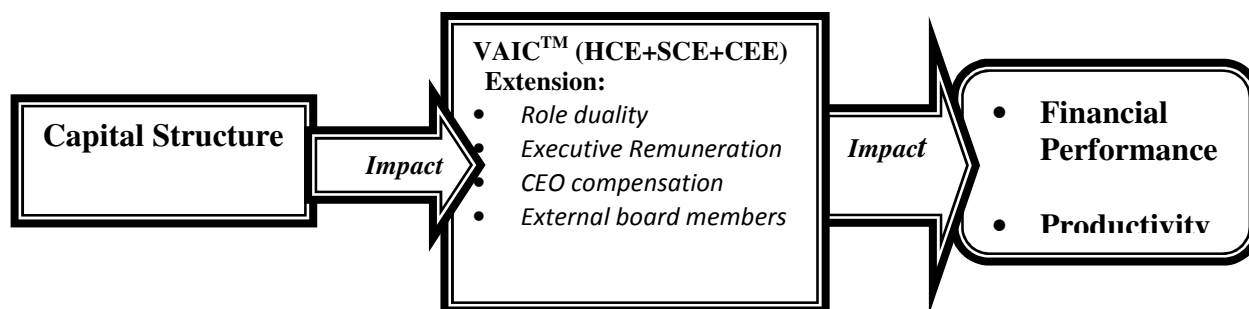 Capital Structure
Impact
VAIC™ (HCE+SCE+CEE)
Extension:
• Role duality
• Executive Remuneration
• CEO compensation
• External board members
Impact
• Financial
Performance
• Productivity